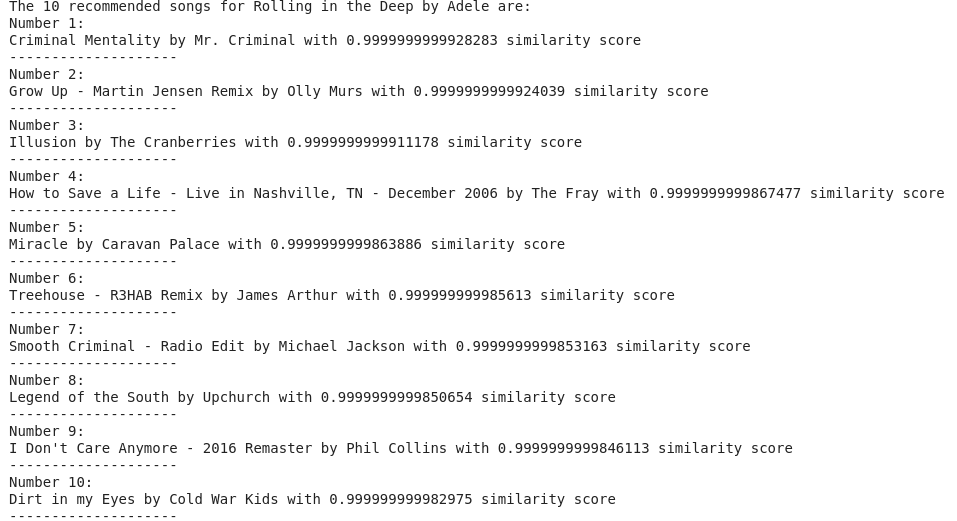 The 10 recommended songs for Rolling in the Deep by Adele are:
Number 1:
Criminal Mentality by Mr. Criminal with 0.9999999999928283 similarity score
--------------------
Number 2:
Grow Up - Martin Jensen Remix by Olly Murs with 0.9999999999924039 similarity score
--------------------
Number 3:
Illusion by The Cranberries with 0.9999999999911178 similarity score
--------------------
Number 4:
How to Save a Life - Live in Nashville, TN - December 2006 by The Fray with 0.9999999999867477 similarity score
--------------------
Number 5:
Miracle by Caravan Palace with 0.9999999999863886 similarity score
--------------------
Number 6:
Treehouse - R3HAB Remix by James Arthur with 0.999999999985613 similarity score
--------------------
Number 7:
Smooth Criminal - Radio Edit by Michael Jackson with 0.9999999999853163 similarity score
--------------------
Number 8:
Legend of the South by Upchurch with 0.9999999999850654 similarity score
--------------------
Number 9:
I Don't Care Anymore - 2016 Remaster by Phil Collins with 0.9999999999846113 similarity score
--------------------
Number 10:
Dirt in my Eyes by Cold War Kids with 0.999999999982975 similarity score
--------------------